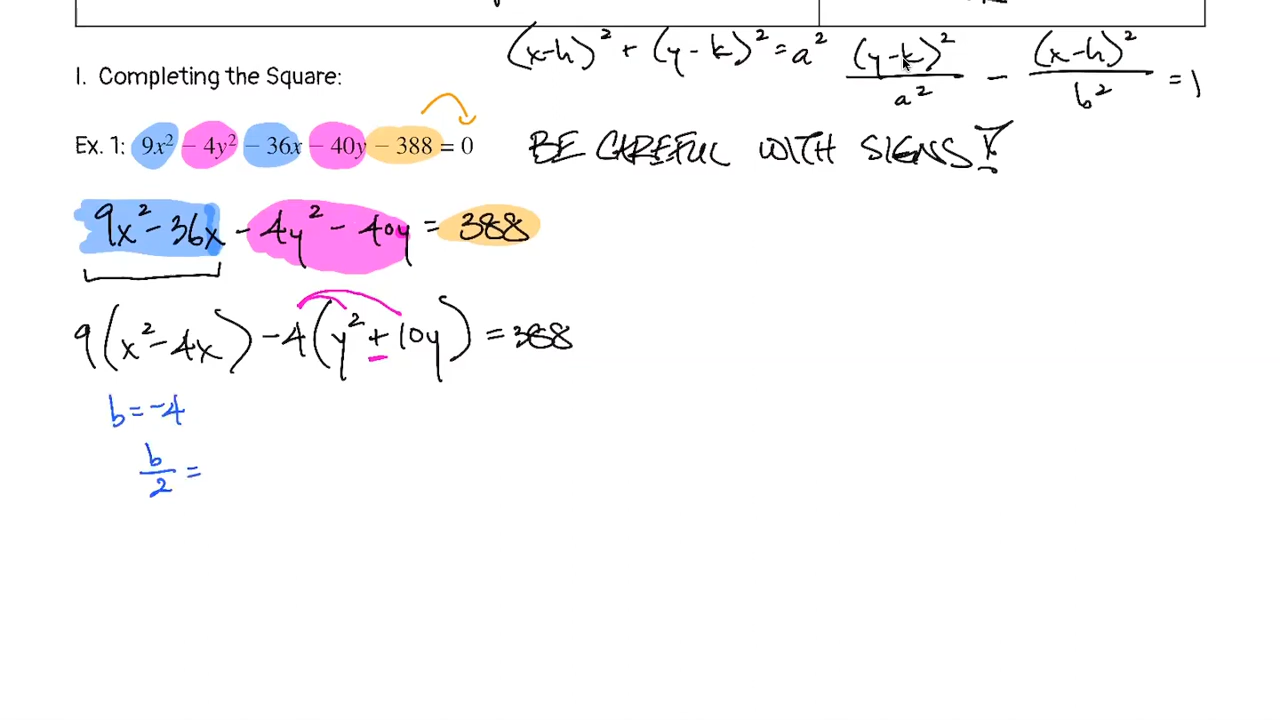 (x-h)² + (y-k)² = a² (y-k)²/a² - (x-h)²/b² = 1
I. Completing the Square:
Ex. 1: 9x² - 4y² - 36x - 40y - 388 = 0 BE CAREFUL WITH SIGNS!
9x² - 36x - 4y² - 40y = 388
9(x² - 4x) - 4(y² + 10y) = 388
b = -4
b/2 =